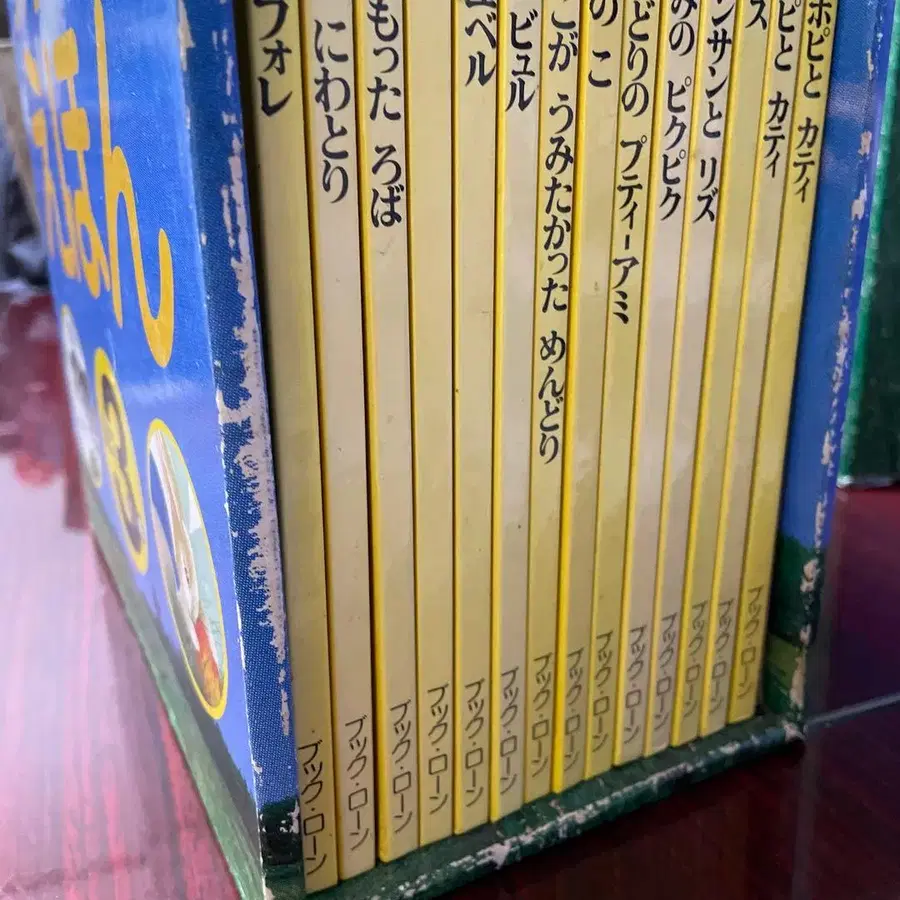 えほん
フォレ
ブック・ローン
にわとり
ブック・ローン
もった ろば
ブック・ローン
ブック・ローン
ベル
ブック・ローン
ビュル
ブック・ローン
こが うみたかった めんどり
ブック・ローン
の こ
ブック・ローン
どりの プティーアミ
ブック・ローン
みの ピクピク
ブック・ローン
ンサンと リズ
ブック・ローン
ス
ブック・ローン
ピと カティ
ブック・ローン
ポピと カティ
ブック・ローン